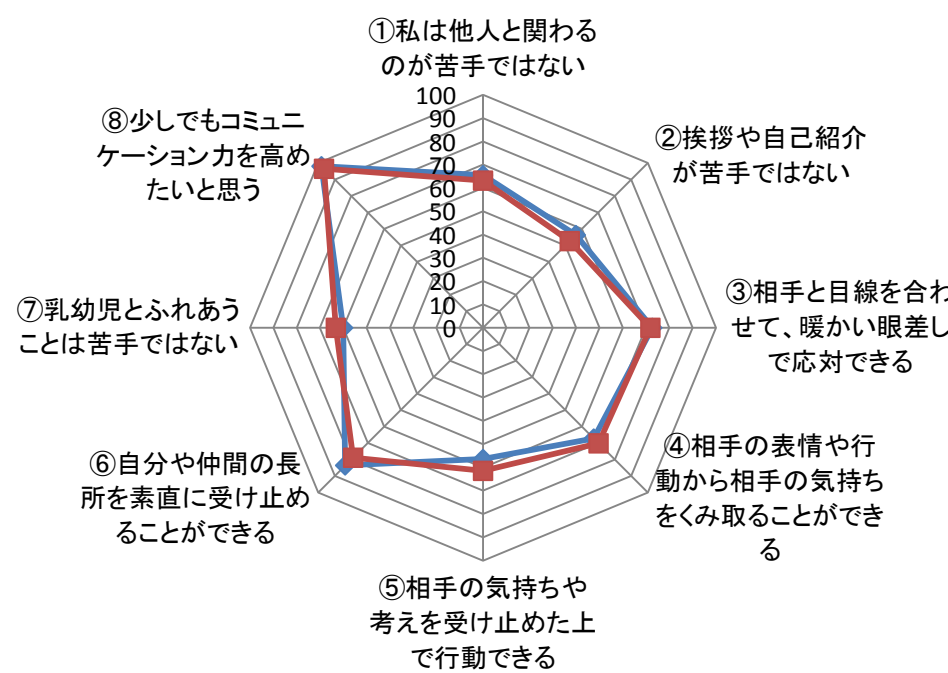 ①私は他人と関わる
のが苦手ではない
②挨拶や自己紹介
が苦手ではない
③相手と目線を合わ
せて、暖かい眼差し
で応対できる
④相手の表情や行
動から相手の気持ち
をくみ取ることができ
る
⑤相手の気持ちや
考えを受け止めた上
で行動できる
⑥自分や仲間の長
所を素直に受け止め
ることができる
⑦乳幼児とふれあう
ことは苦手ではない
⑧少しでもコミュニ
ケーション力を高め
たいと思う
100
90
80
70
60
50
40
30
20
10
0